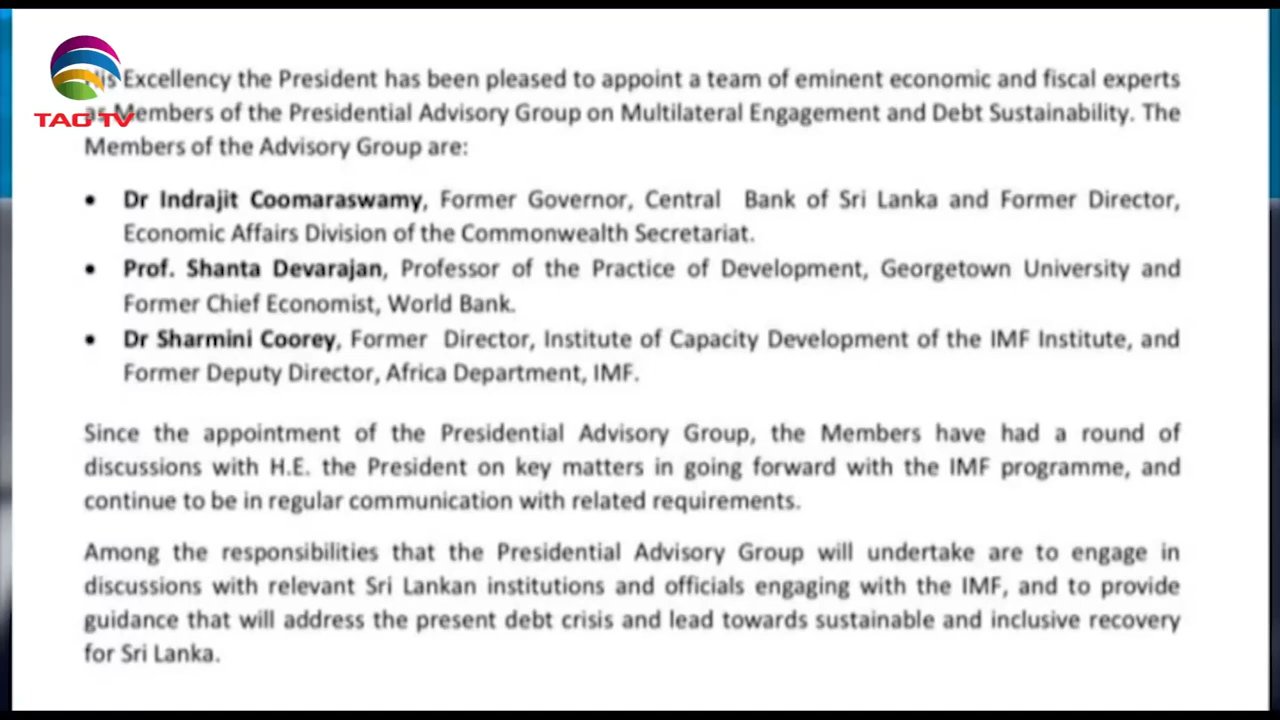 TAG TV
His Excellency the President has been pleased to appoint a team of eminent economic and fiscal experts
as Members of the Presidential Advisory Group on Multilateral Engagement and Debt Sustainability. The
Members of the Advisory Group are:
• Dr Indrajit Coomaraswamy, Former Governor, Central Bank of Sri Lanka and Former Director,
Economic Affairs Division of the Commonwealth Secretariat.
• Prof. Shanta Devarajan, Professor of the Practice of Development, Georgetown University and
Former Chief Economist, World Bank.
• Dr Sharmini Coorey, Former Director, Institute of Capacity Development of the IMF Institute, and
Former Deputy Director, Africa Department, IMF.
Since the appointment of the Presidential Advisory Group, the Members have had a round of
discussions with H.E. the President on key matters in going forward with the IMF programme, and
continue to be in regular communication with related requirements.
Among the responsibilities that the Presidential Advisory Group will undertake are to engage in
discussions with relevant Sri Lankan institutions and officials engaging with the IMF, and to provide
guidance that will address the present debt crisis and lead towards sustainable and inclusive recovery
for Sri Lanka.